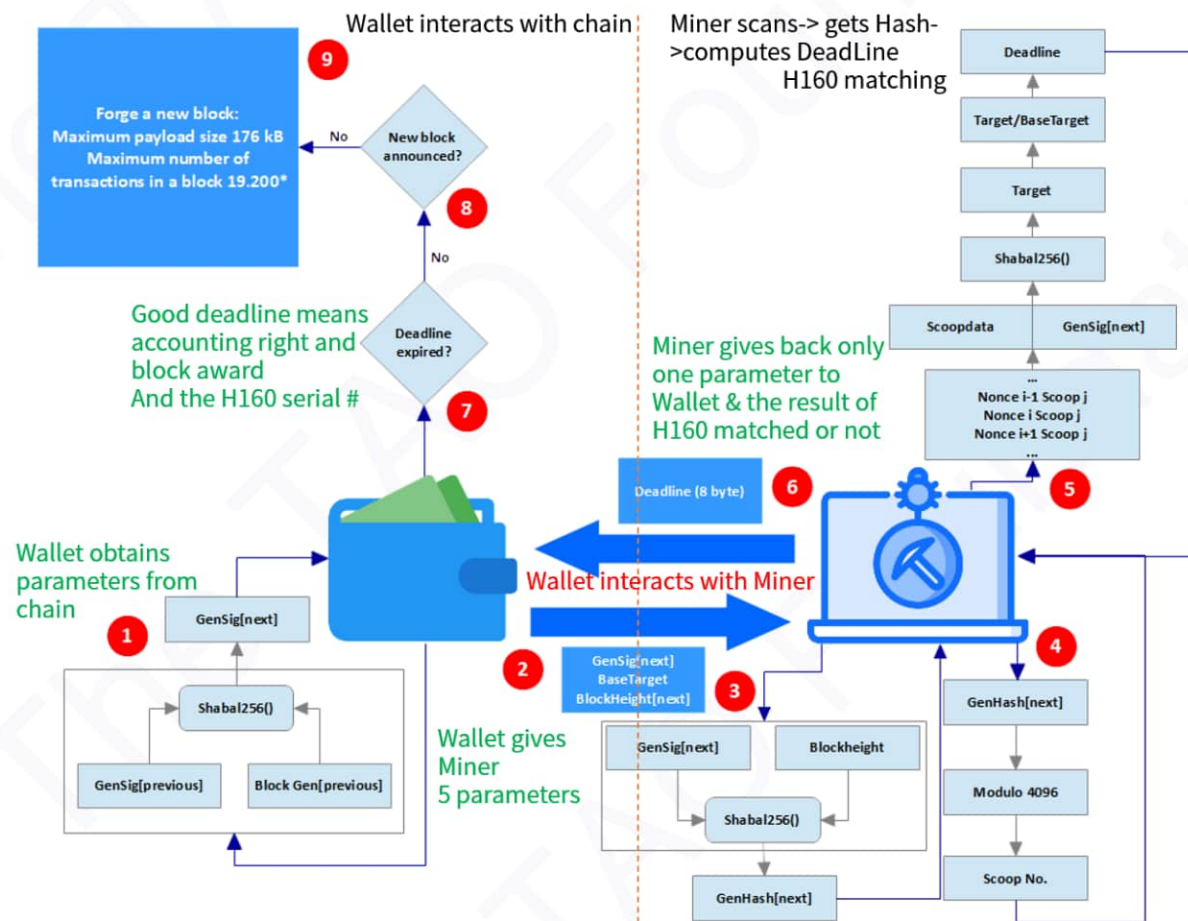 Wallet interacts with chain
9
Forge a new block:
Maximum payload size 176 kB
Maximum number of
transactions in a block 19.200*
No
New block
announced?
8
No
Good deadline means
accounting right and
block award
And the H160 serial #
Deadline
expired?
7
Wallet obtains
parameters from
chain
1
GenSig[next]
Shabal256()
GenSig[previous]
Block Gen[previous]
Wallet interacts with Miner
2
GenSig[next]
BaseTarget
BlockHeight[next]
Wallet gives
Miner
5 parameters
Miner scans-> gets Hash-
>computes DeadLine
H160 matching
Deadline
Target/BaseTarget
Target
Shabal256()
Scoopdata
GenSig[next]
Miner gives back only
one parameter to
Wallet & the result of
H160 matched or not
...
Nonce i-1 Scoop j
Nonce i Scoop j
Nonce i+1 Scoop j
...
Deadline (8 byte)
6
5
3
GenSig[next]
Blockheight
Shabal256()
GenHash[next]
4
GenHash[next]
Modulo 4096
Scoop No.